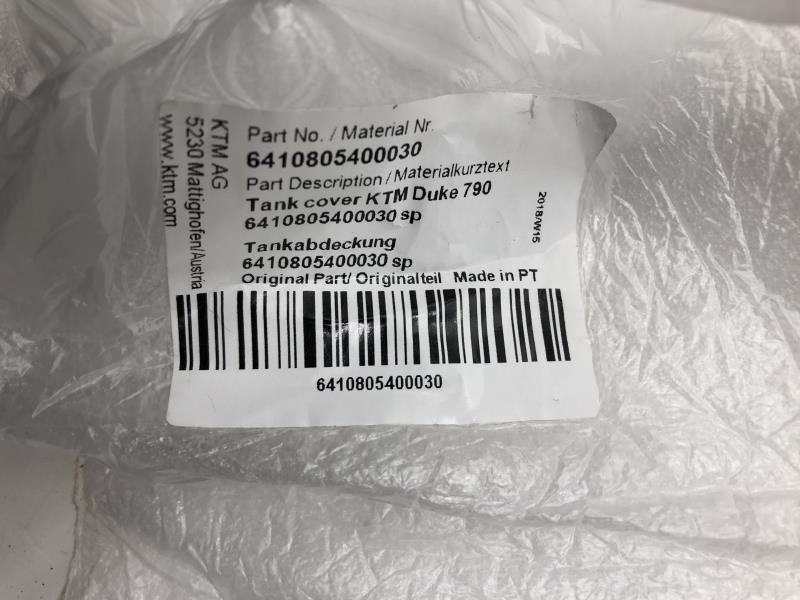 KTM AG
5230 Mattighofen/Austria
www.ktm.com
Part No. / Material Nr.
6410805400030
Part Description / Materialkurztext
Tank cover KTM Duke 790
6410805400030 sp
Tankabdeckung
6410805400030 sp
Original Part/ Originalteil Made in PT
2018/W15
6410805400030